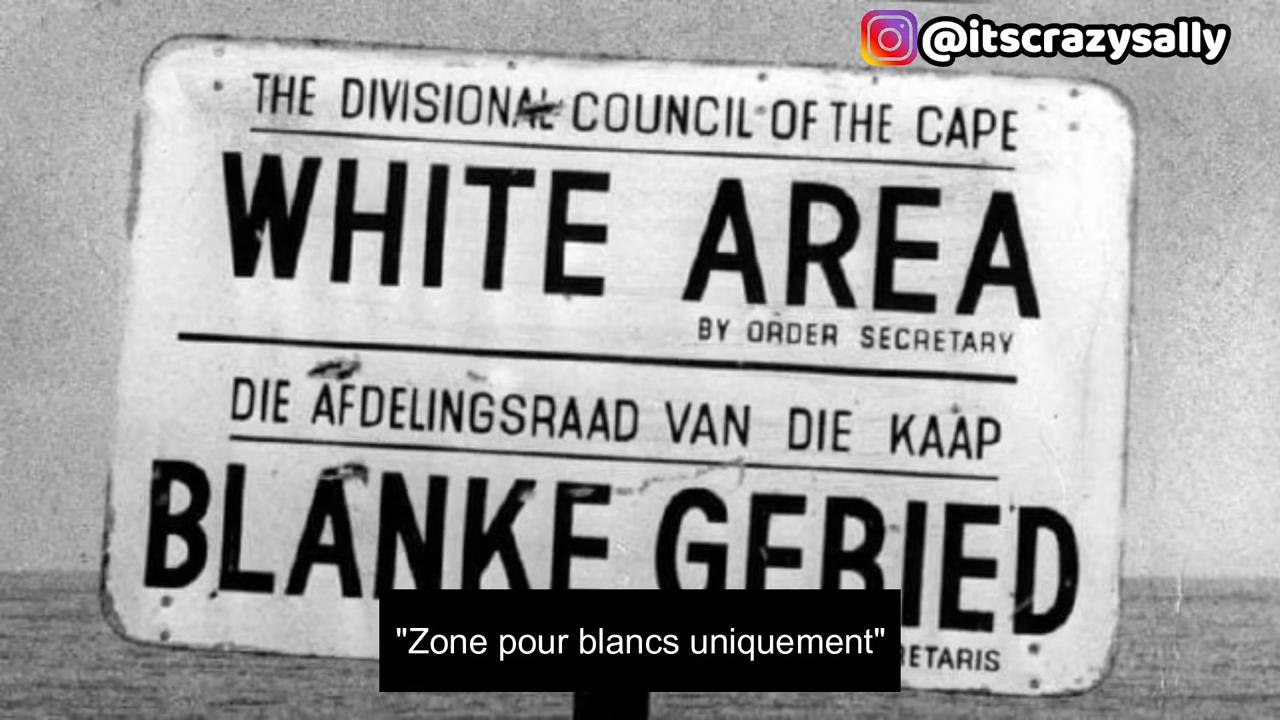 @itscrazysally
THE DIVISIONAL COUNCIL OF THE CAPE
WHITE AREA
BY ORDER SECRETARY
DIE AFDELINGSRAAD VAN DIE KAAP
BLANKE GEBIED
"Zone pour blancs uniquement"